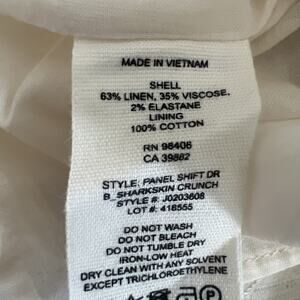 MADE IN VIETNAM
SHELL
63% LINEN, 35% VISCOSE,
2% ELASTANE
LINING
100% COTTON
RN 98406
CA 39882
STYLE: PANEL SHIFT DR
B_SHARKSKIN CRUNCH
STYLE #: J0203608
LOT #: 418555
DO NOT WASH
DO NOT BLEACH
DO NOT TUMBLE DRY
IRON-LOW HEAT
DRY CLEAN WITH ANY SOLVENT
EXCEPT TRICHLOROETHYLENE
P